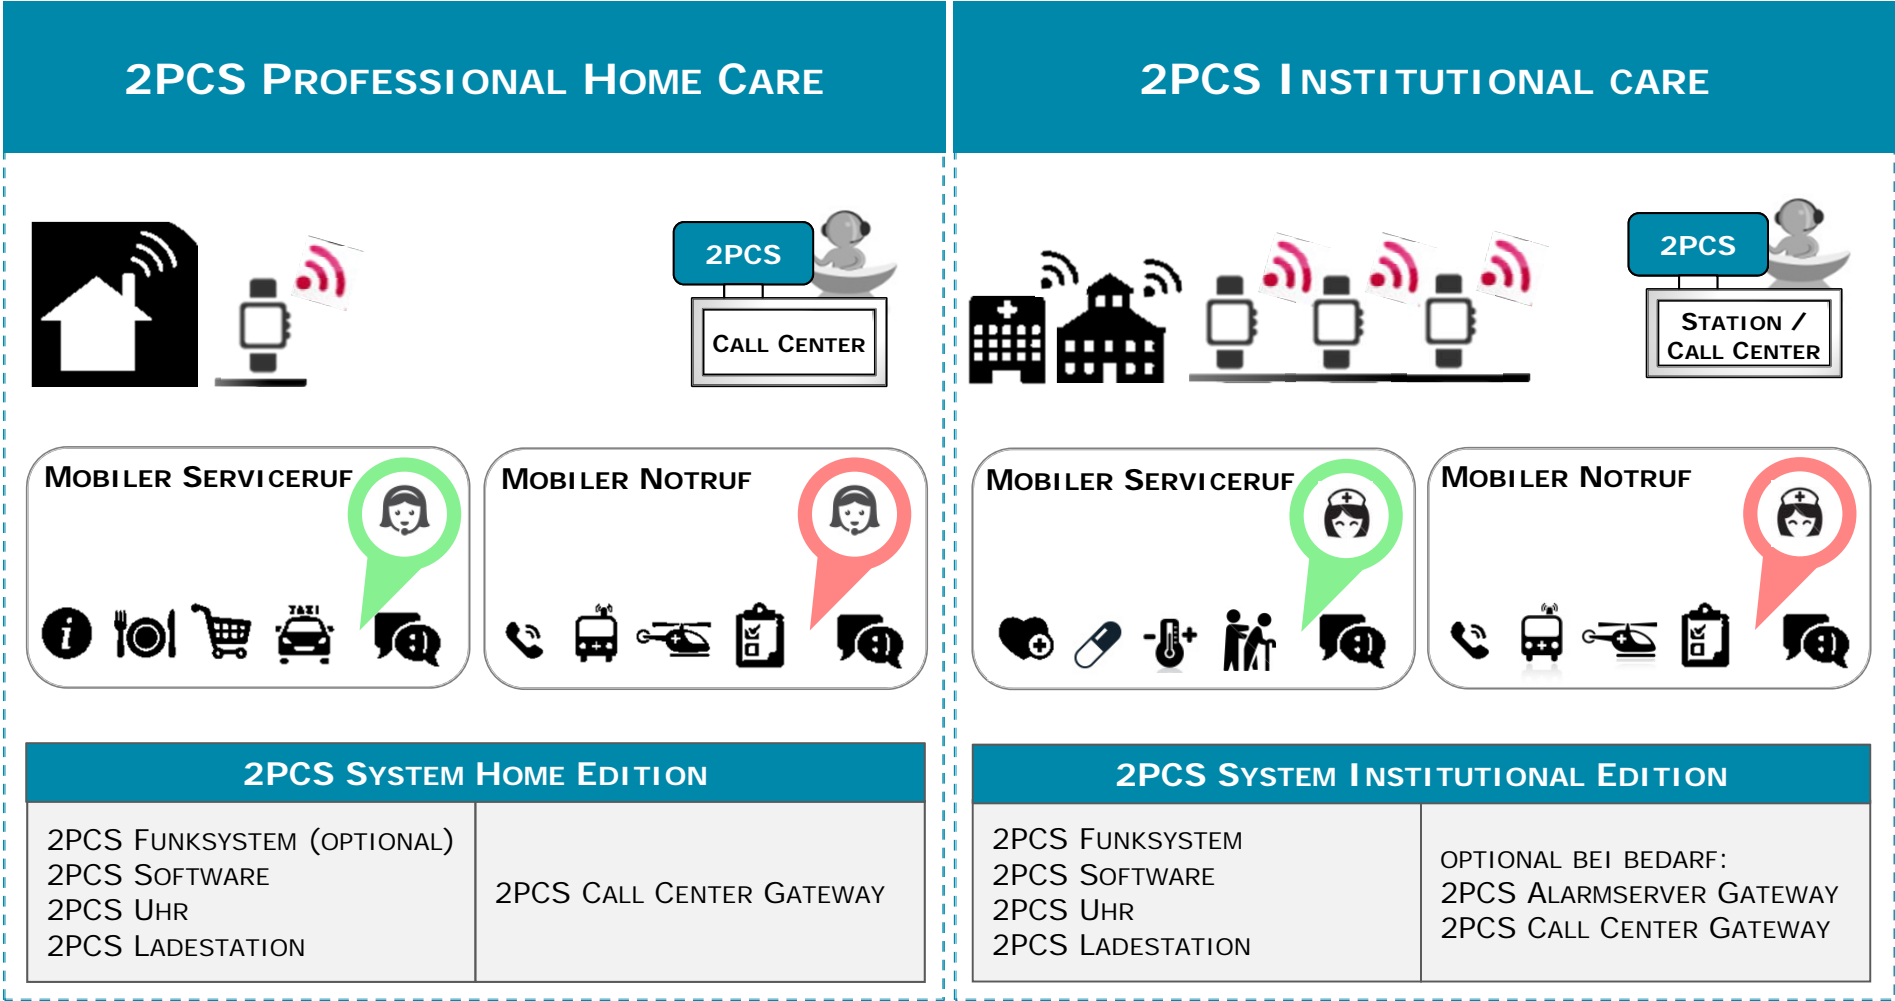 2PCS PROFESSIONAL HOME CARE
2PCS
CALL CENTER
MOBILER SERVICERUF
TAXI
MOBILER NOTRUF
2PCS SYSTEM HOME EDITION
2PCS FUNKSYSTEM (OPTIONAL)
2PCS SOFTWARE
2PCS UHR
2PCS LADESTATION
2PCS CALL CENTER GATEWAY
2PCS INSTITUTIONAL CARE
2PCS
STATION /
CALL CENTER
MOBILER SERVICERUF
MOBILER NOTRUF
2PCS SYSTEM INSTITUTIONAL EDITION
2PCS FUNKSYSTEM
2PCS SOFTWARE
2PCS UHR
2PCS LADESTATION
OPTIONAL BEI BEDARF:
2PCS ALARMSERVER GATEWAY
2PCS CALL CENTER GATEWAY